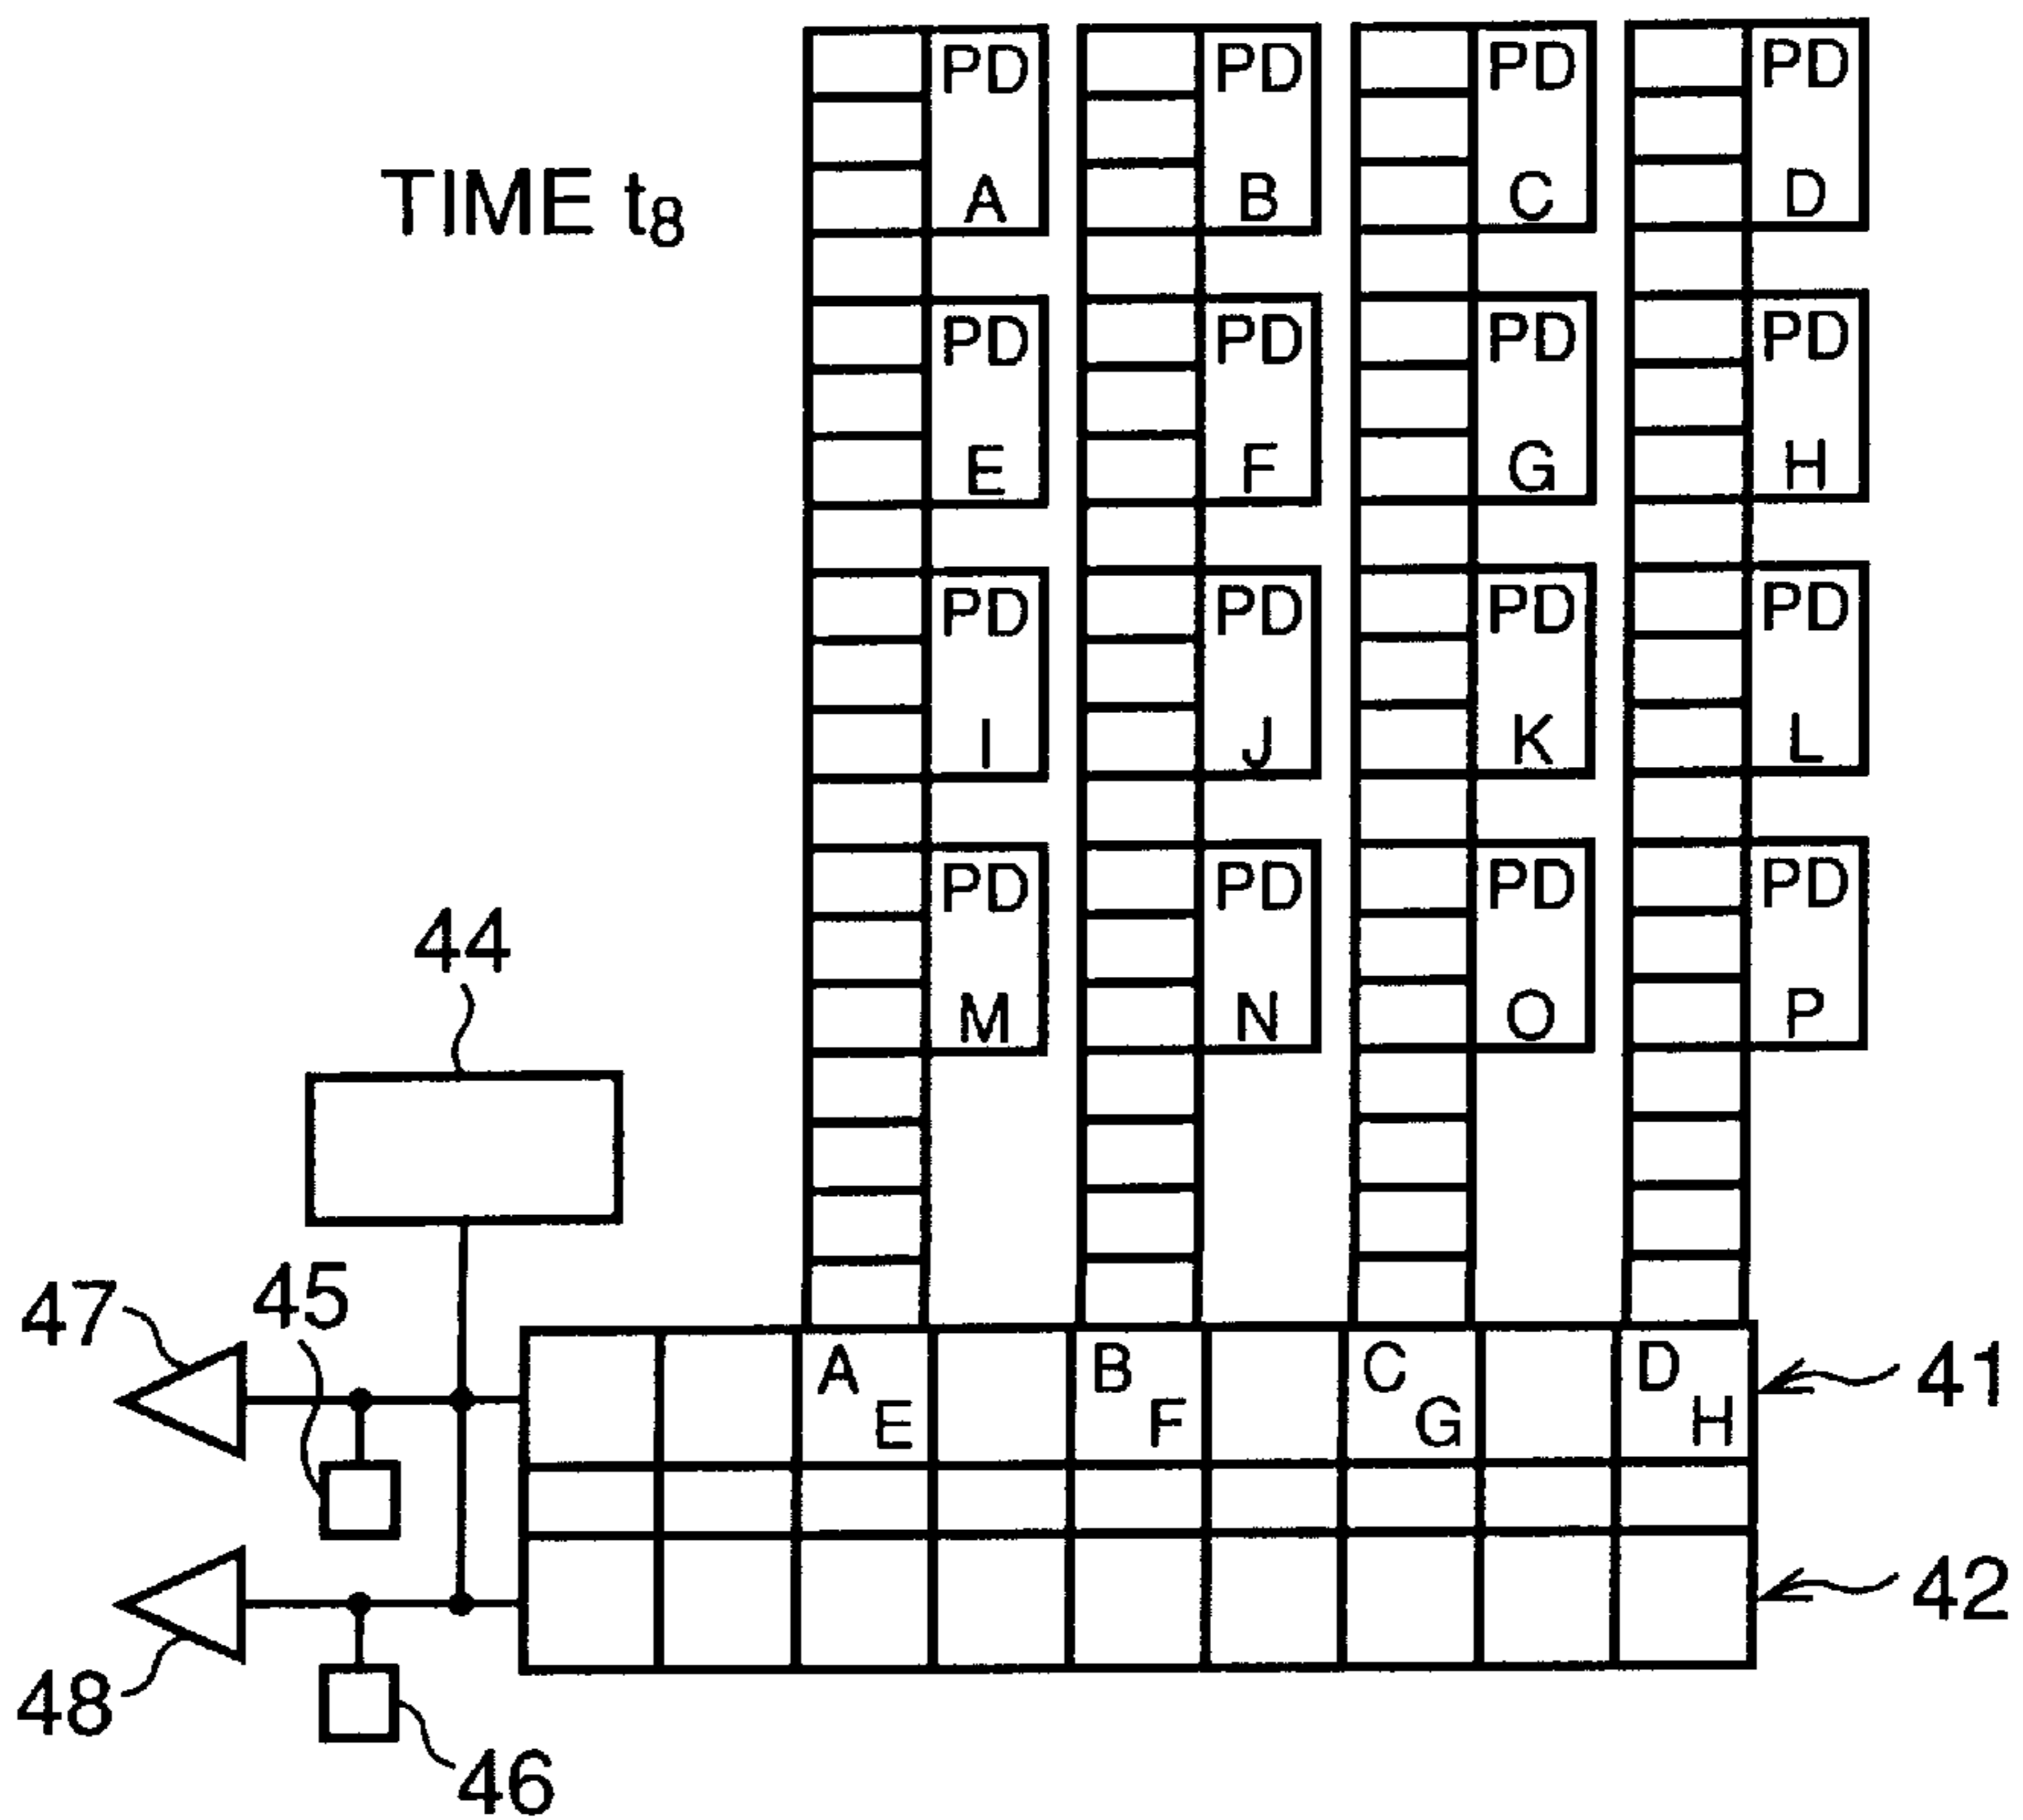 PD PD PD PD
TIME t8
A B C D
PD PD PD PD
E F G H
PD PD PD PD
I J K L
PD PD PD PD
44
M N O P
47
45
A B C D
41
E F G H
42
48
46